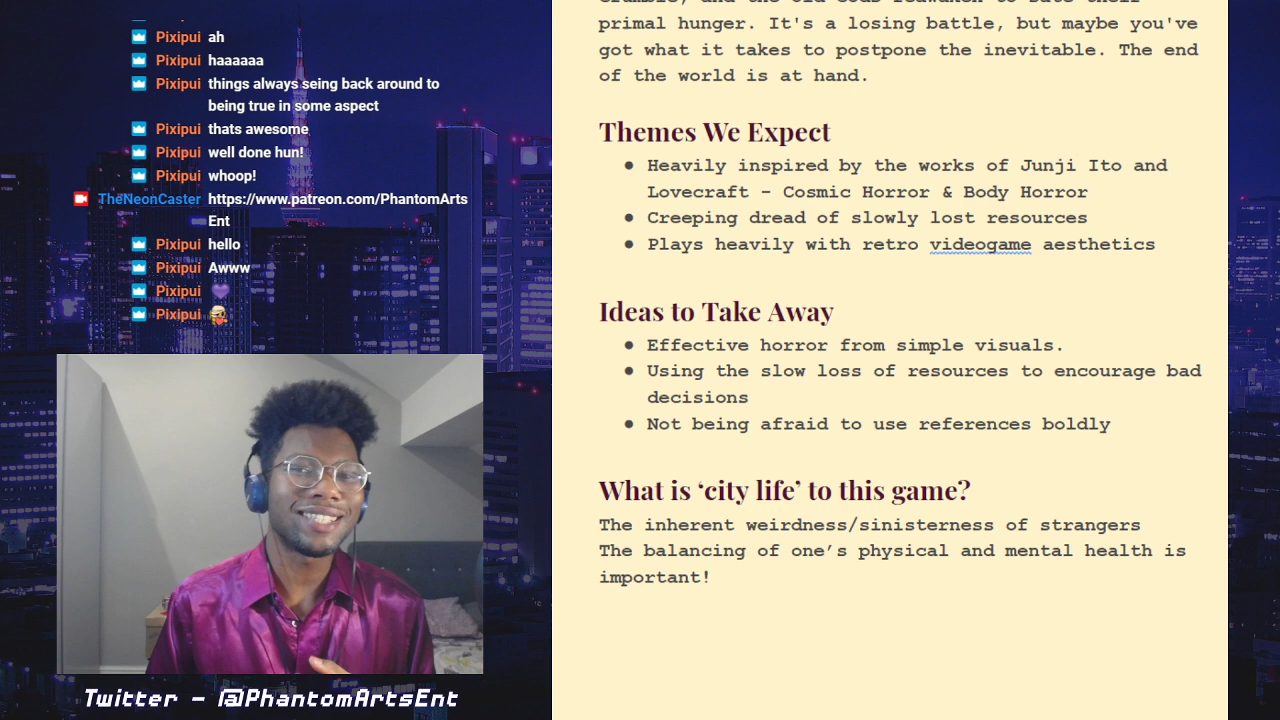 Pixipui ah
Pixipui haaaaaa
Pixipui things always seing back around to
being true in some aspect
Pixipui thats awesome
Pixipui well done hun!
Pixipui whoop!
TheNeonCaster https://www.patreon.com/PhantomArts
Ent
Pixipui hello
Pixipui Awww
Pixipui
Pixipui
Twitter - @PhantomArtsEnt
primal hunger. It's a losing battle, but maybe you've
got what it takes to postpone the inevitable. The end
of the world is at hand.
Themes We Expect
● Heavily inspired by the works of Junji Ito and
Lovecraft - Cosmic Horror & Body Horror
● Creeping dread of slowly lost resources
● Plays heavily with retro videogame aesthetics
Ideas to Take Away
● Effective horror from simple visuals.
● Using the slow loss of resources to encourage bad
decisions
● Not being afraid to use references boldly
What is ‘city life’ to this game?
The inherent weirdness/sinisterness of strangers
The balancing of one’s physical and mental health is
important!